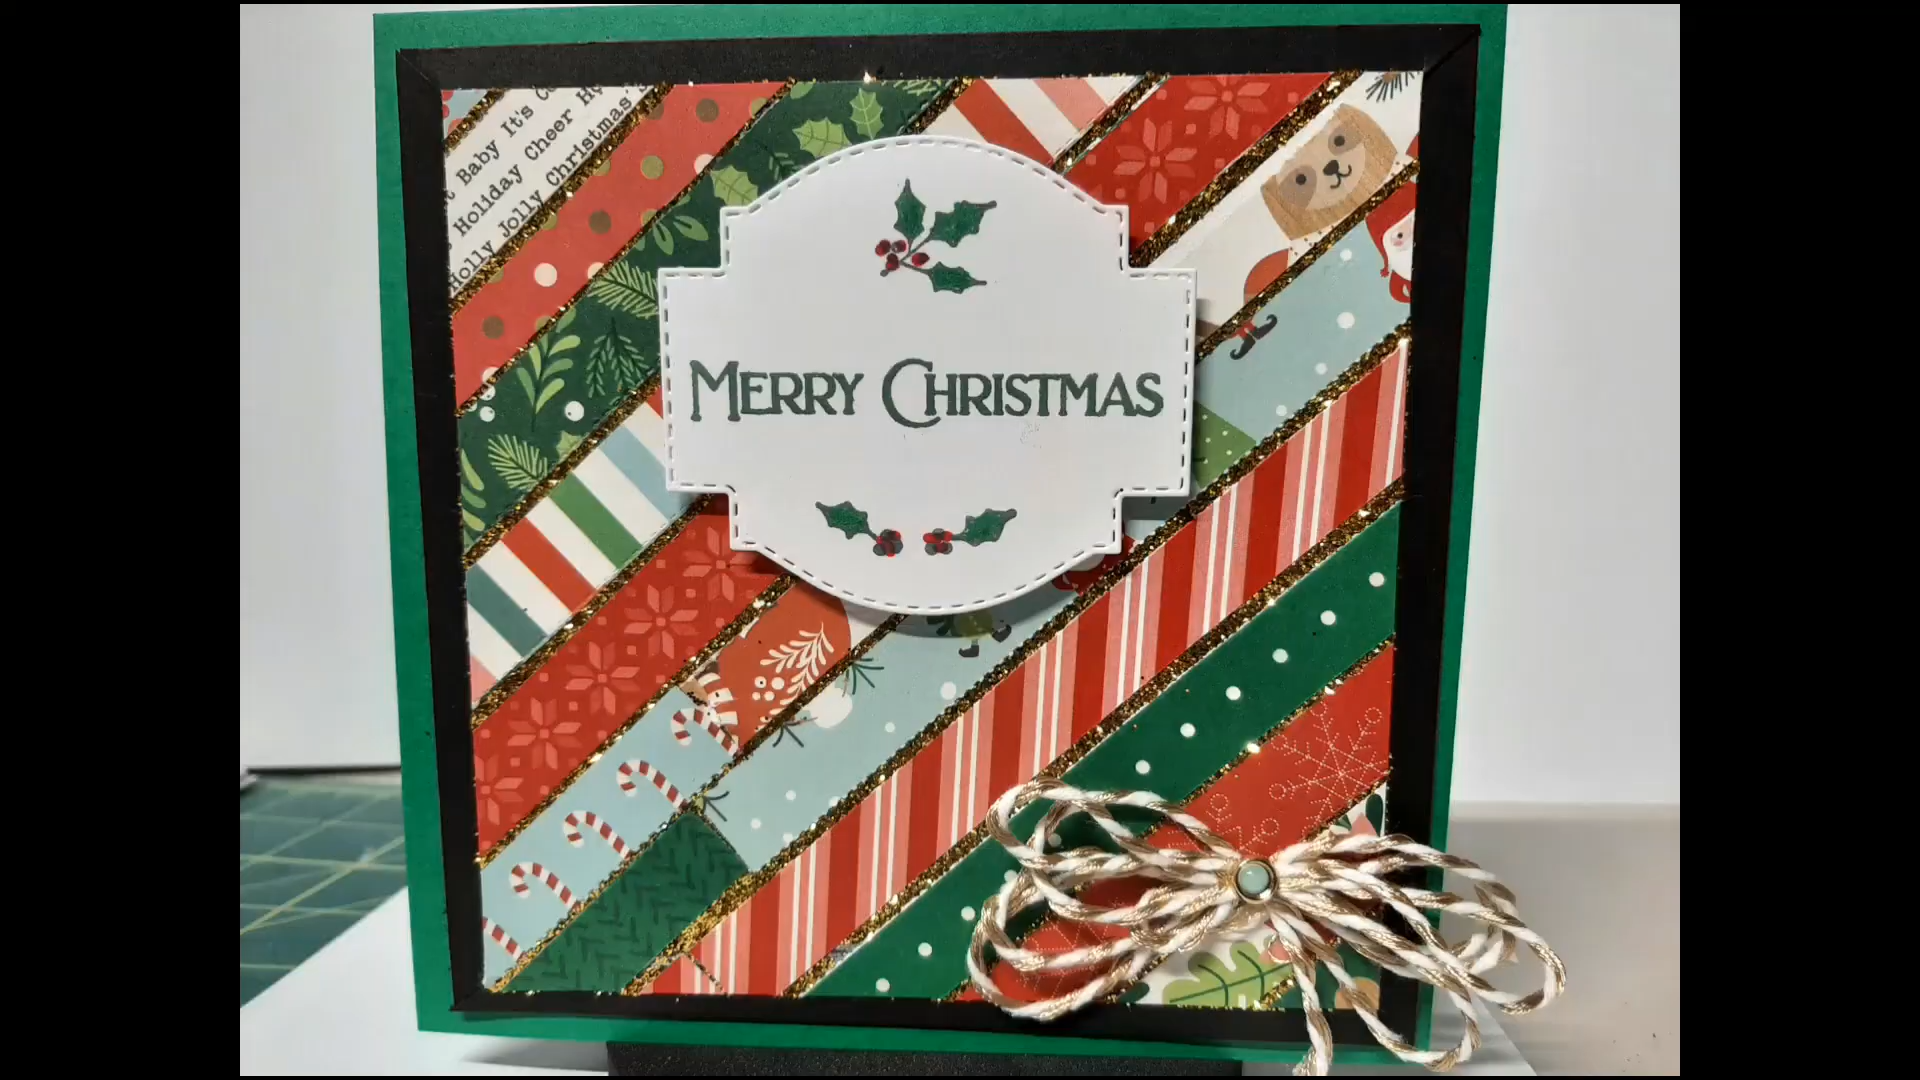 Baby It's
Holiday Cheer
Holly Jolly Christmas
MERRY CHRISTMAS